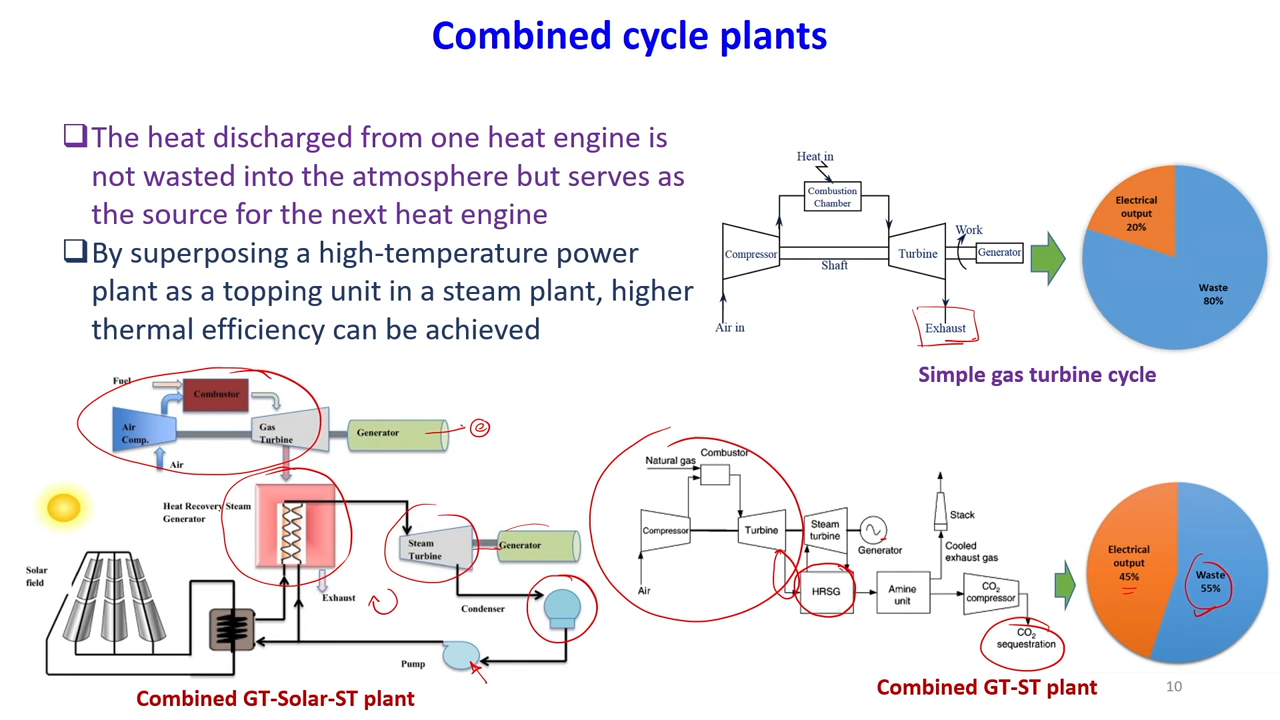 Combined cycle plants
❑The heat discharged from one heat engine is
not wasted into the atmosphere but serves as
the source for the next heat engine
❑By superposing a high-temperature power
plant as a topping unit in a steam plant, higher
thermal efficiency can be achieved
Heat in
Combustion
Chamber
Compressor
Shaft
Turbine
Work
Generator
Air in
Exhaust
Electrical
output
20%
Waste
80%
Simple gas turbine cycle
Fuel
Combustor
Air
Comp.
Gas
Turbine
Generator
e
Air
Heat Recovery Steam
Generator
Solar
field
Steam
Turbine
Generator
Exhaust
Condenser
Pump
Combined GT-Solar-ST plant
Natural gas
Combustor
Compressor
Turbine
Steam
turbine
Generator
Air
HRSG
Amine
unit
Stack
Cooled
exhaust gas
CO2
compressor
CO2
sequestration
Electrical
output
45%
Waste
55%
Combined GT-ST plant
10